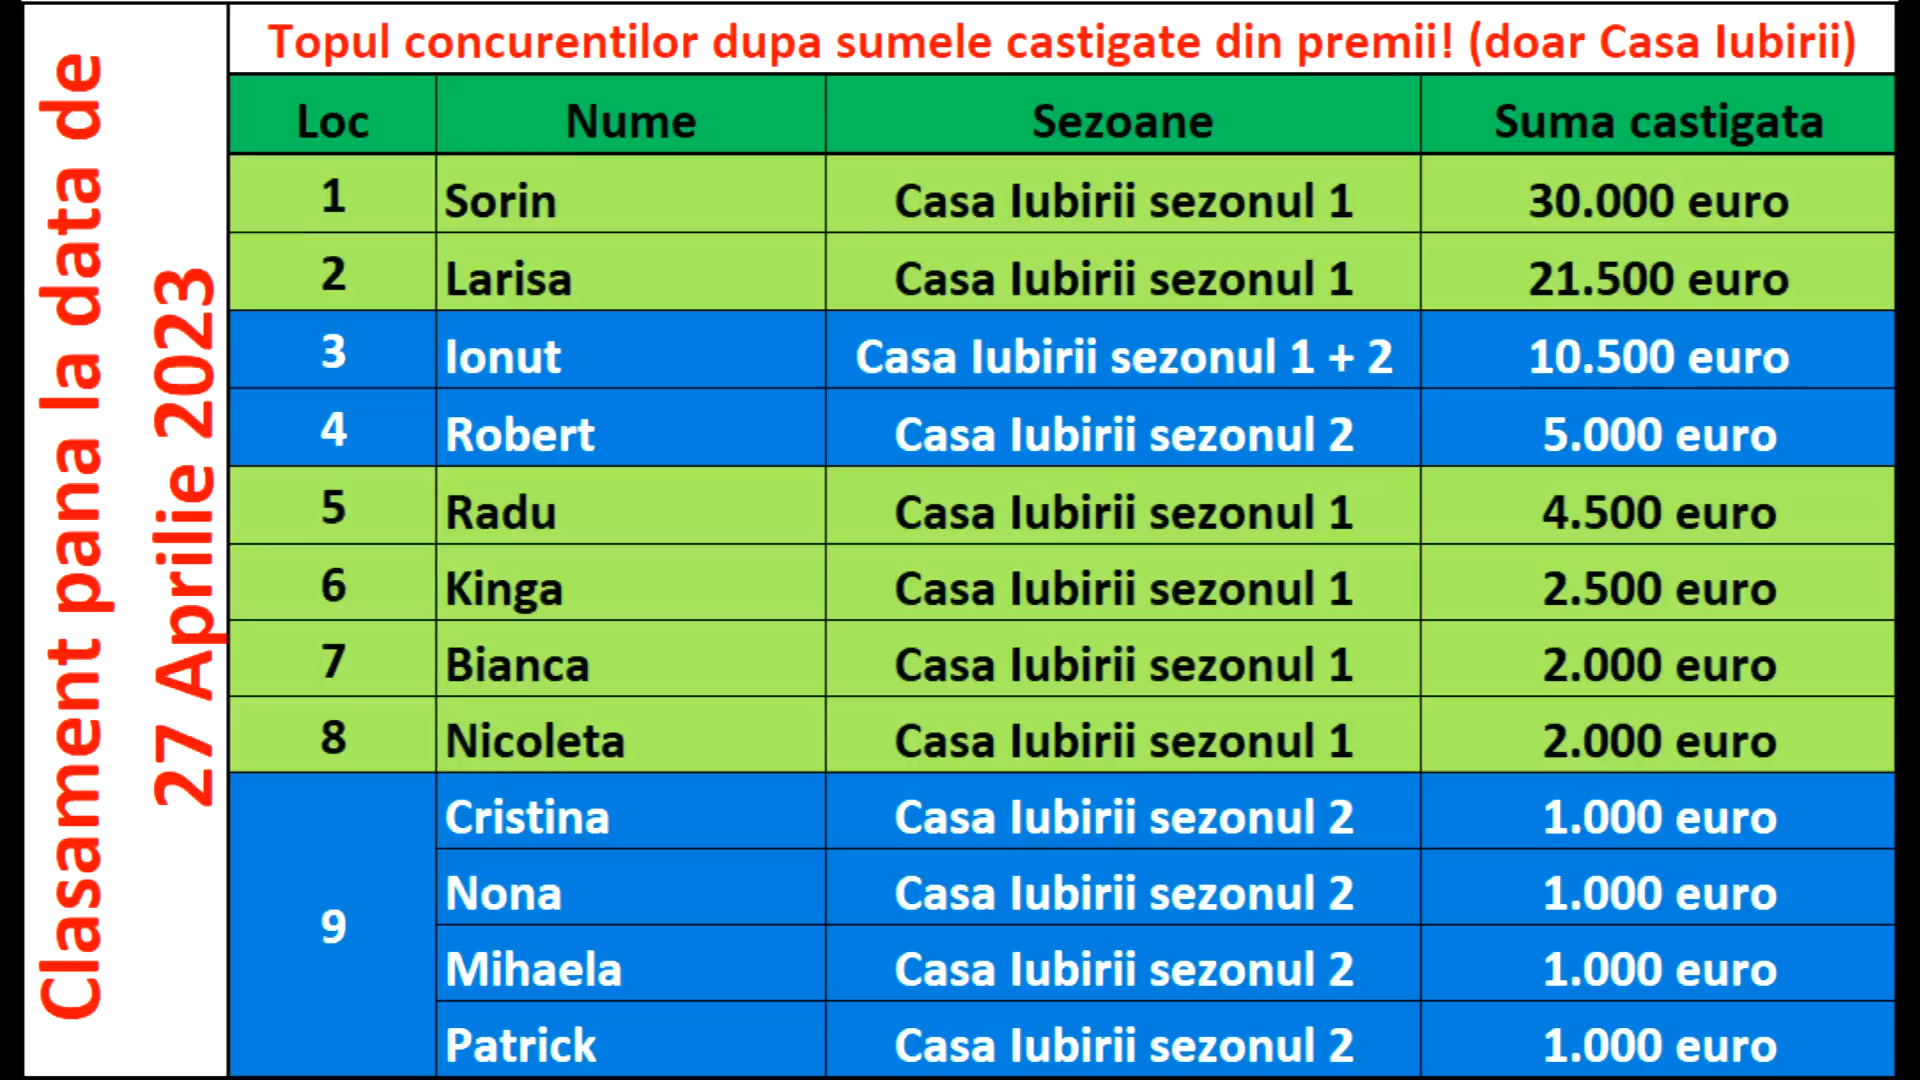 Clasament pana la data de
27 Aprilie 2023
Topul concurentilor dupa sumele castigate din premii! (doar Casa Iubirii)
Loc Nume Sezoane Suma castigata
1 Sorin Casa Iubirii sezonul 1 30.000 euro
2 Larisa Casa Iubirii sezonul 1 21.500 euro
3 Ionut Casa Iubirii sezonul 1 + 2 10.500 euro
4 Robert Casa Iubirii sezonul 2 5.000 euro
5 Radu Casa Iubirii sezonul 1 4.500 euro
6 Kinga Casa Iubirii sezonul 1 2.500 euro
7 Bianca Casa Iubirii sezonul 1 2.000 euro
8 Nicoleta Casa Iubirii sezonul 1 2.000 euro
9 Cristina Casa Iubirii sezonul 2 1.000 euro
Nona Casa Iubirii sezonul 2 1.000 euro
Mihaela Casa Iubirii sezonul 2 1.000 euro
Patrick Casa Iubirii sezonul 2 1.000 euro